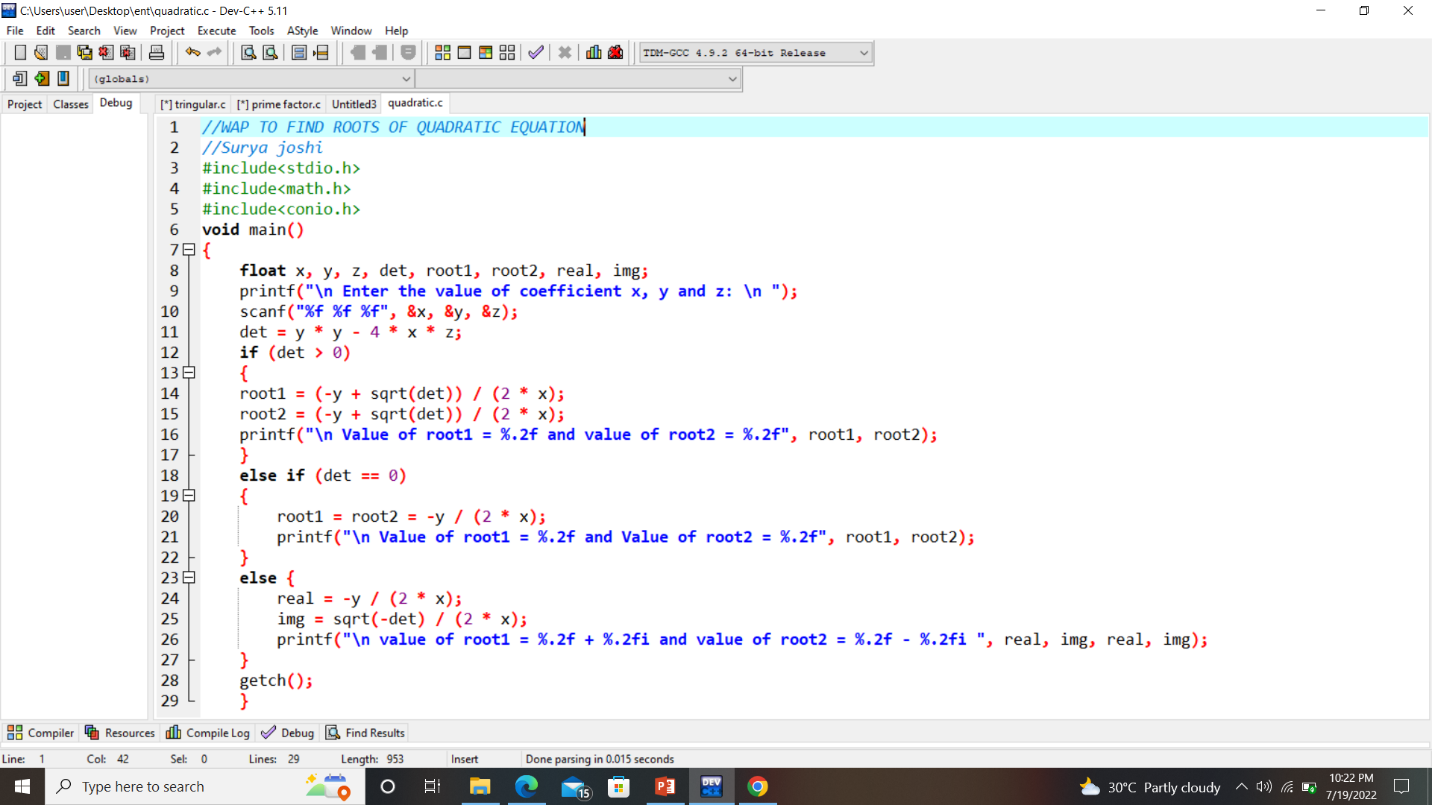 C:\Users\user\Desktop\ent\quadratic.c - Dev-C++ 5.11
File Edit Search View Project Execute Tools AStyle Window Help
TDM-GCC 4.9.2 64-bit Release
(globals)
Project Classes Debug [*] tringular.c [*] prime factor.c Untitled3 quadratic.c
1 //WAP TO FIND ROOTS OF QUADRATIC EQUATION
2 //Surya joshi
3 #include<stdio.h>
4 #include<math.h>
5 #include<conio.h>
6 void main()
7 {
8 float x, y, z, det, root1, root2, real, img;
9 printf("\n Enter the value of coefficient x, y and z: \n ");
10 scanf("%f %f %f", &x, &y, &z);
11 det = y * y - 4 * x * z;
12 if (det > 0)
13 {
14 root1 = (-y + sqrt(det)) / (2 * x);
15 root2 = (-y + sqrt(det)) / (2 * x);
16 printf("\n Value of root1 = %.2f and value of root2 = %.2f", root1, root2);
17 }
18 else if (det == 0)
19 {
20 root1 = root2 = -y / (2 * x);
21 printf("\n Value of root1 = %.2f and Value of root2 = %.2f", root1, root2);
22 }
23 else {
24 real = -y / (2 * x);
25 img = sqrt(-det) / (2 * x);
26 printf("\n value of root1 = %.2f + %.2fi and value of root2 = %.2f - %.2fi ", real, img, real, img);
27 }
28 getch();
29 }
Compiler Resources Compile Log Debug Find Results
Line: 1 Col: 42 Sel: 0 Lines: 29 Length: 953 Insert Done parsing in 0.015 seconds
Type here to search 15 DEV 30°C Partly cloudy 10:22 PM
7/19/2022